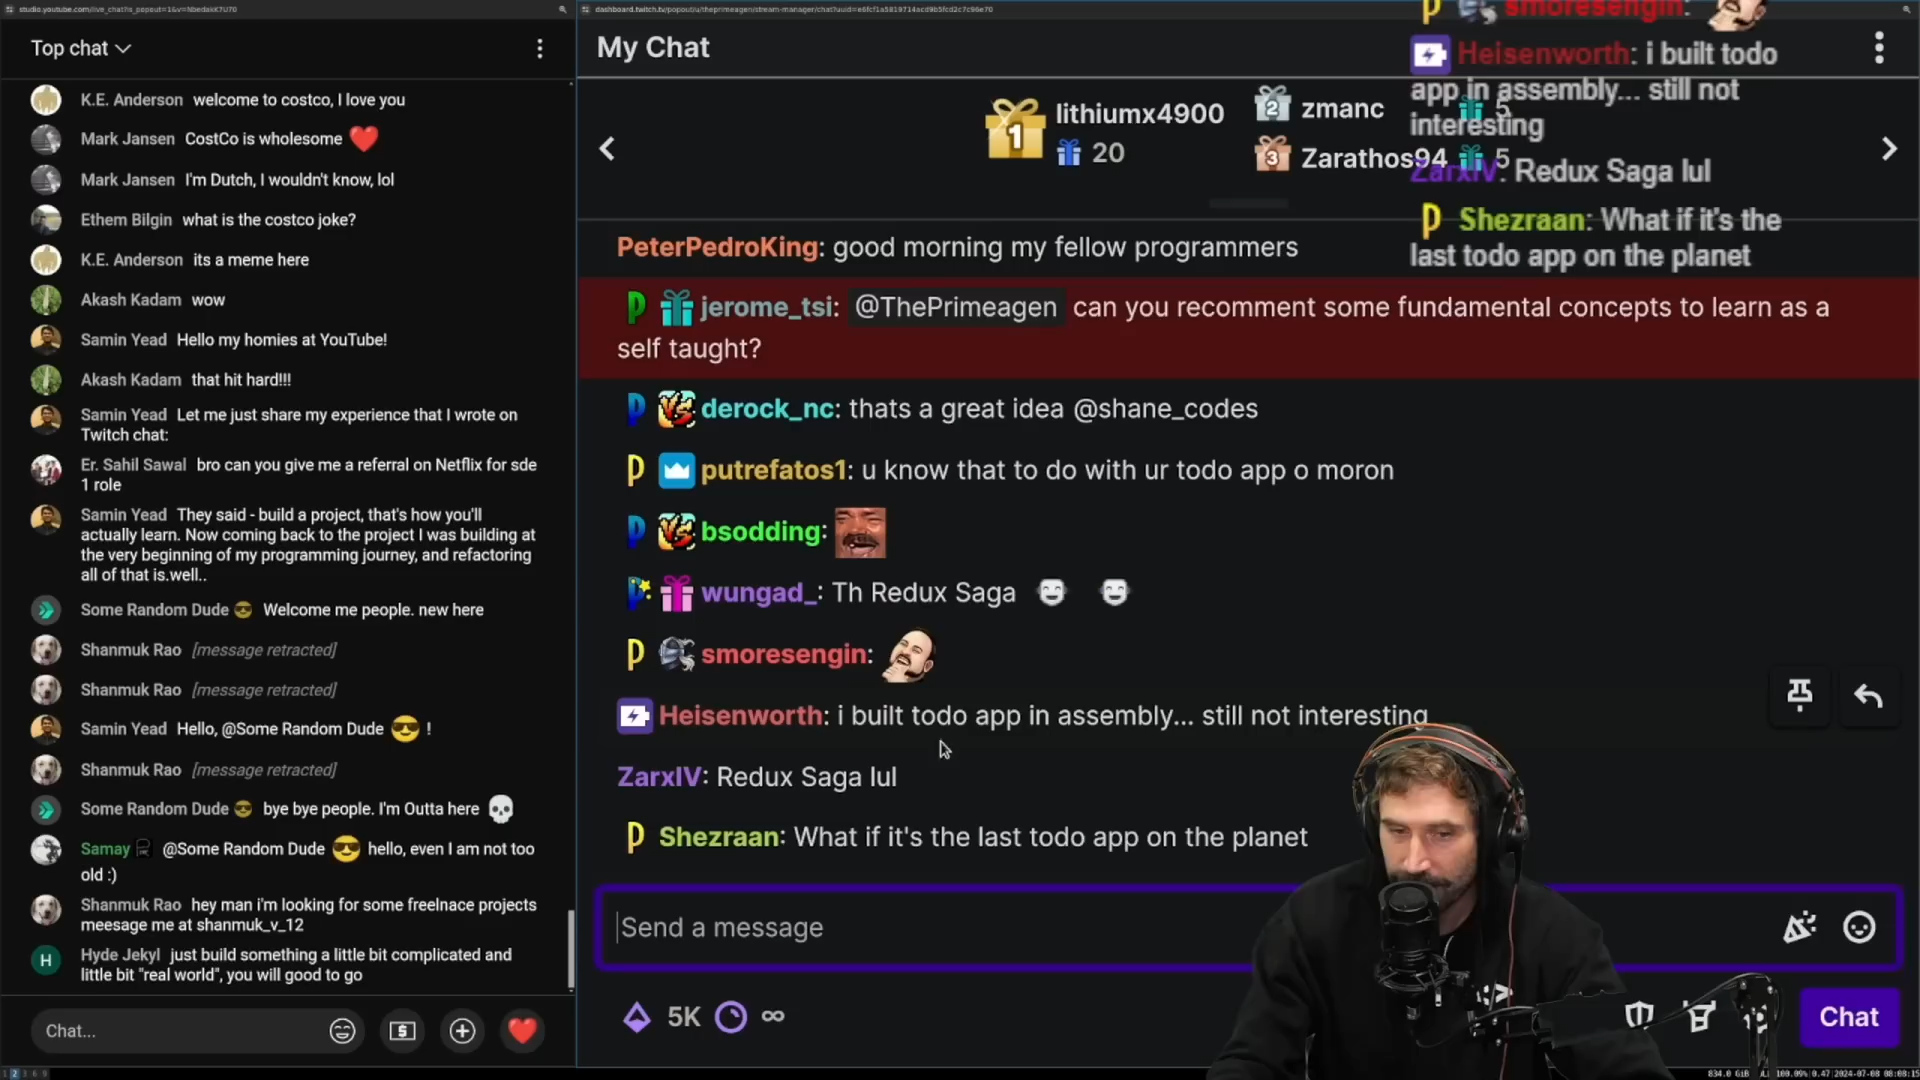 studio.youtube.com/live_chat?is_popout=1&v=NbedakK7U70
Top chat
K.E. Anderson welcome to costco, I love you
Mark Jansen CostCo is wholesome ❤️
Mark Jansen I'm Dutch, I wouldn't know, lol
Ethem Bilgin what is the costco joke?
K.E. Anderson its a meme here
Akash Kadam wow
Samin Yead Hello my homies at YouTube!
Akash Kadam that hit hard!!!
Samin Yead Let me just share my experience that I wrote on
Twitch chat:
Er. Sahil Sawal bro can you give me a referral on Netflix for sde
1 role
Samin Yead They said - build a project, that's how you'll
actually learn. Now coming back to the project I was building at
the very beginning of my programming journey, and refactoring
all of that is.well..
Some Random Dude 😎 Welcome me people. new here
Shanmuk Rao [message retracted]
Shanmuk Rao [message retracted]
Samin Yead Hello, @Some Random Dude 😎 !
Shanmuk Rao [message retracted]
Some Random Dude 😎 bye bye people. I'm Outta here 💀
Samay @Some Random Dude 😎 hello, even I am not too
old :)
Shanmuk Rao hey man i'm looking for some freelnace projects
meesage me at shanmuk_v_12
H
Hyde Jekyl just build something a little bit complicated and
little bit "real world", you will good to go
Chat...
My Chat
1
lithiumx4900
20
2 zmanc 5
3 Zarathos94 5
PeterPedroKing: good morning my fellow programmers
jerome_tsi: @ThePrimeagen can you recomment some fundamental concepts to learn as a
self taught?
derock_nc: thats a great idea @shane_codes
putrefatos1: u know that to do with ur todo app o moron
bsodding:
wungad_: Th Redux Saga
smoresengin:
Heisenworth: i built todo app in assembly... still not interesting
ZarxIV: Redux Saga lul
Shezraan: What if it's the last todo app on the planet
Send a message
5K ∞
Chat
smoresengin:
Heisenworth: i built todo
app in assembly... still not
interesting
ZarxIV: Redux Saga lul
Shezraan: What if it's the
last todo app on the planet